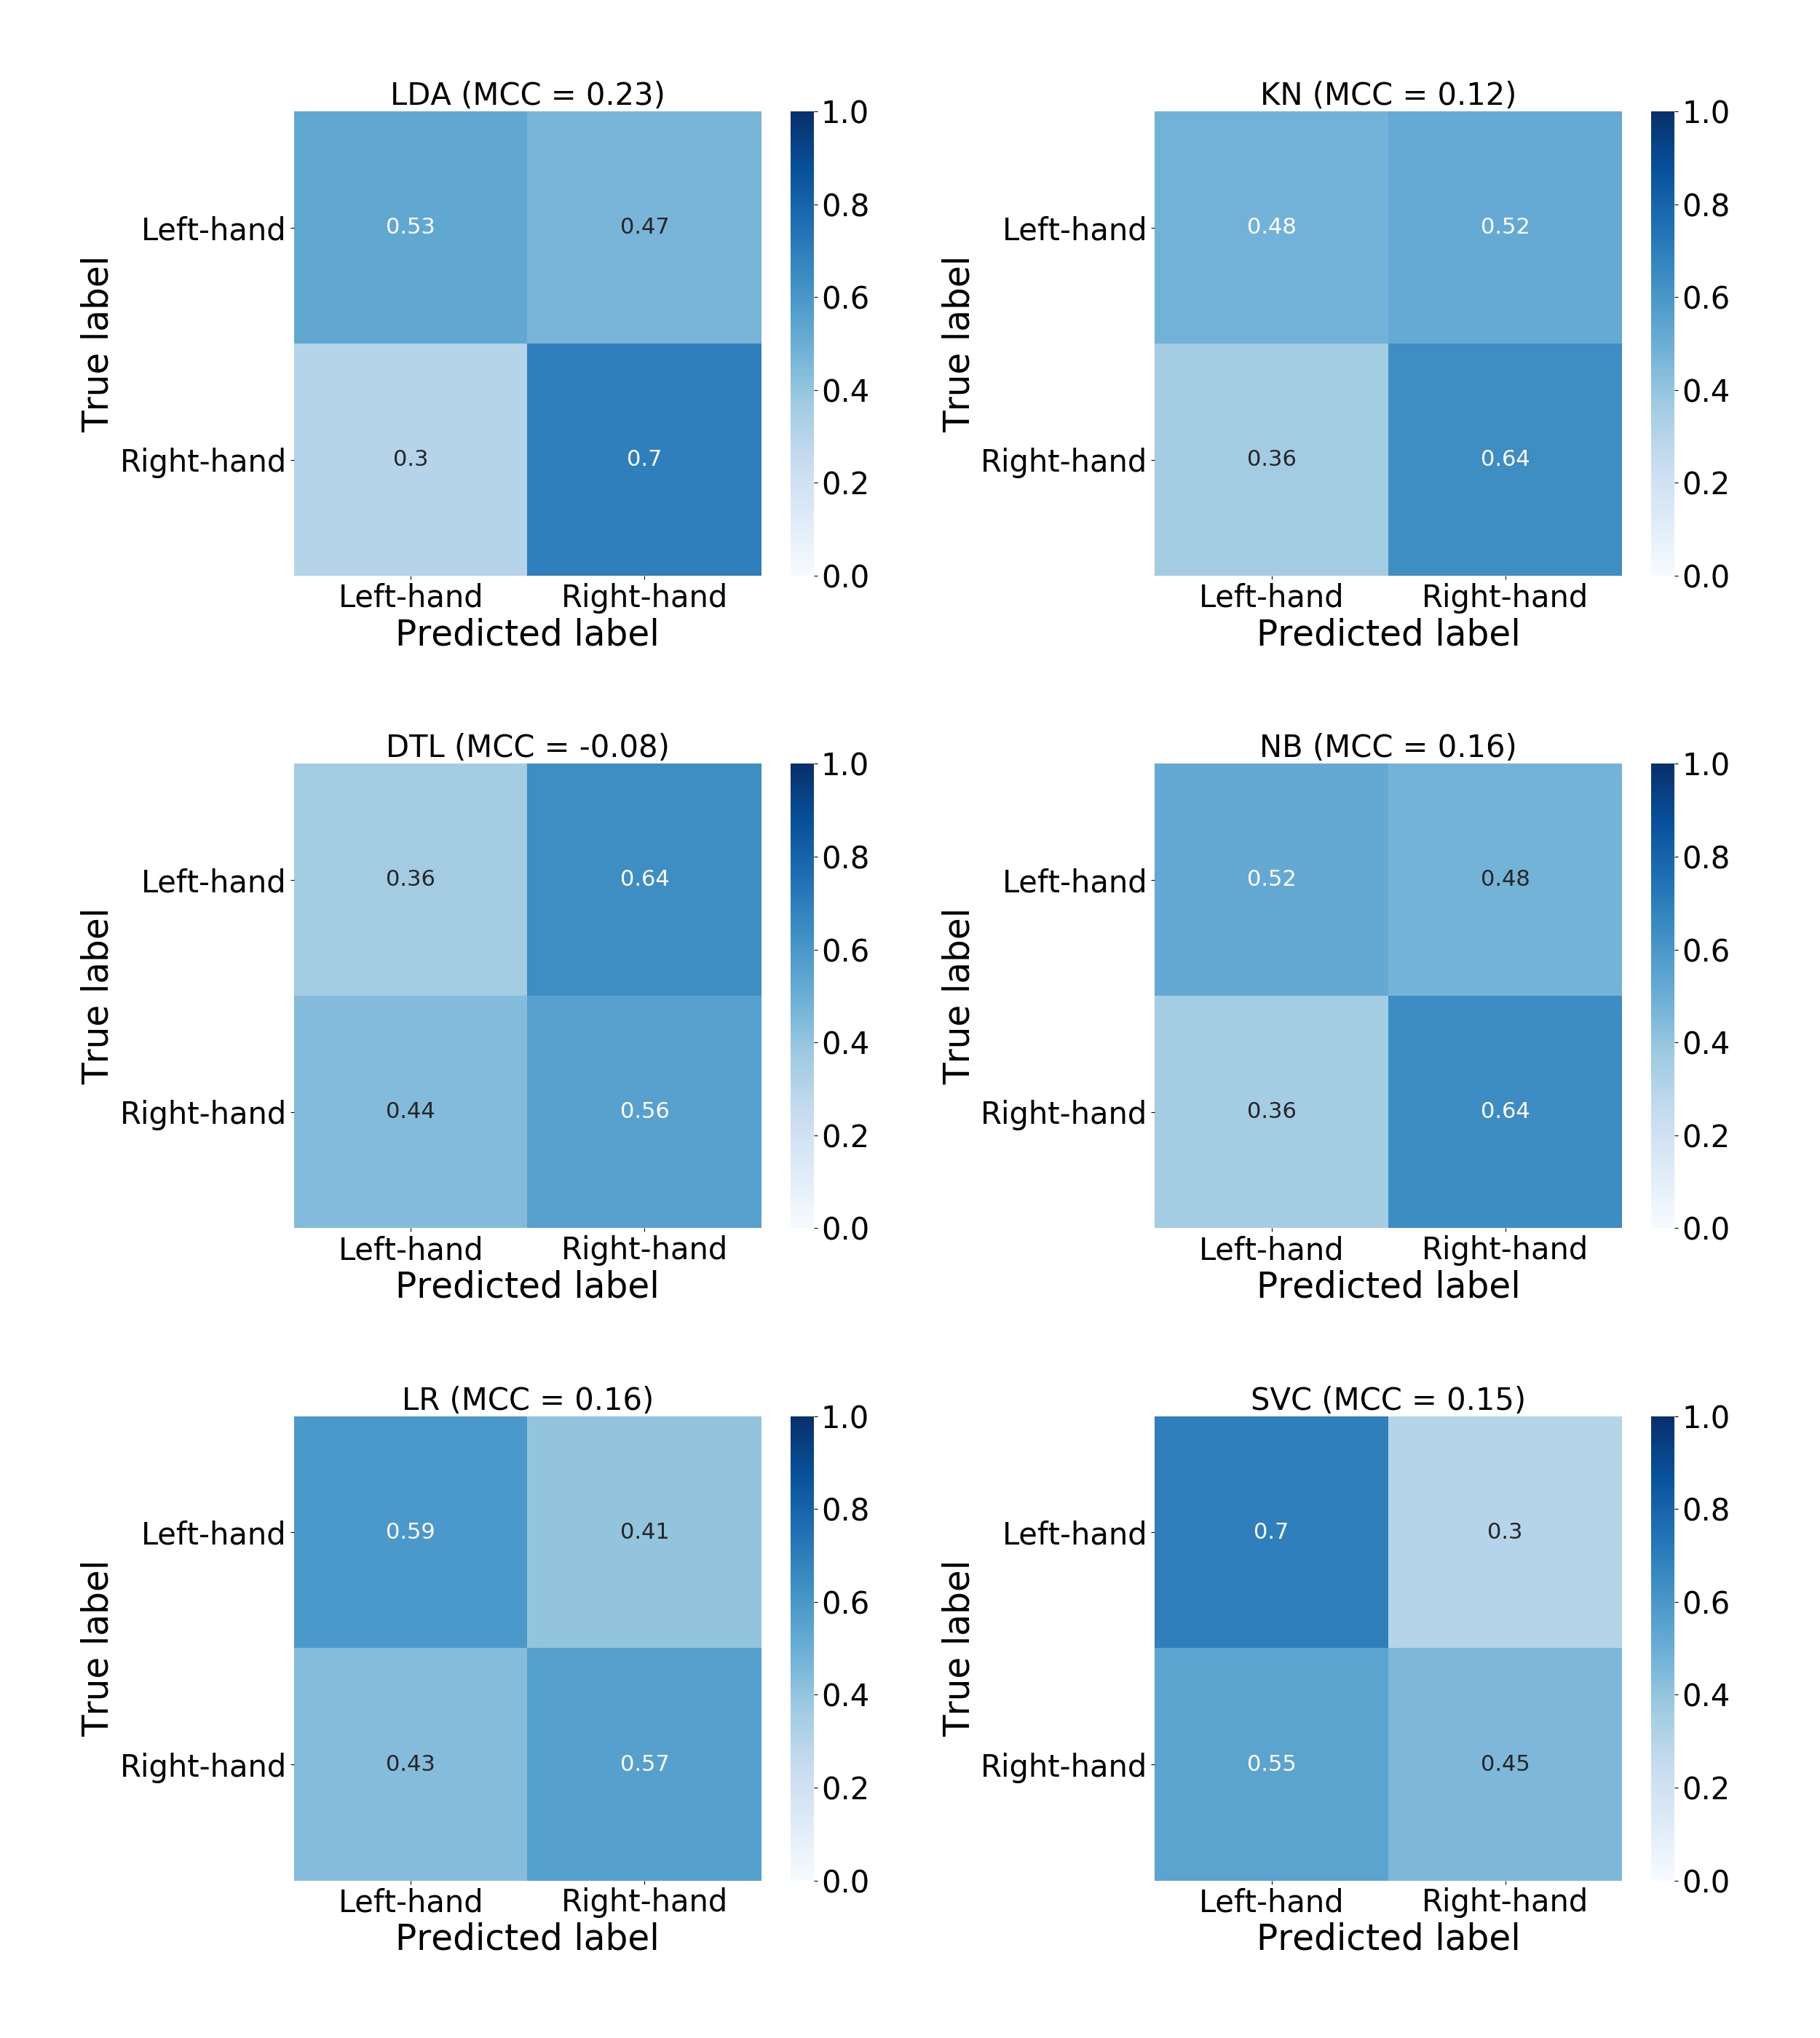 LDA (MCC = 0.23)
KN (MCC = 0.12)
True label
Left-hand
Right-hand
0.53
0.47
0.3
0.7
1.0
0.8
0.6
0.4
0.2
0.0
Left-hand
Right-hand
Predicted label
True label
Left-hand
Right-hand
0.48
0.52
0.36
0.64
1.0
0.8
0.6
0.4
0.2
0.0
Left-hand
Right-hand
Predicted label
DTL (MCC = -0.08)
NB (MCC = 0.16)
True label
Left-hand
Right-hand
0.36
0.64
0.44
0.56
1.0
0.8
0.6
0.4
0.2
0.0
Left-hand
Right-hand
Predicted label
True label
Left-hand
Right-hand
0.52
0.48
0.36
0.64
1.0
0.8
0.6
0.4
0.2
0.0
Left-hand
Right-hand
Predicted label
LR (MCC = 0.16)
SVC (MCC = 0.15)
True label
Left-hand
Right-hand
0.59
0.41
0.43
0.57
1.0
0.8
0.6
0.4
0.2
0.0
Left-hand
Right-hand
Predicted label
True label
Left-hand
Right-hand
0.7
0.3
0.55
0.45
1.0
0.8
0.6
0.4
0.2
0.0
Left-hand
Right-hand
Predicted label